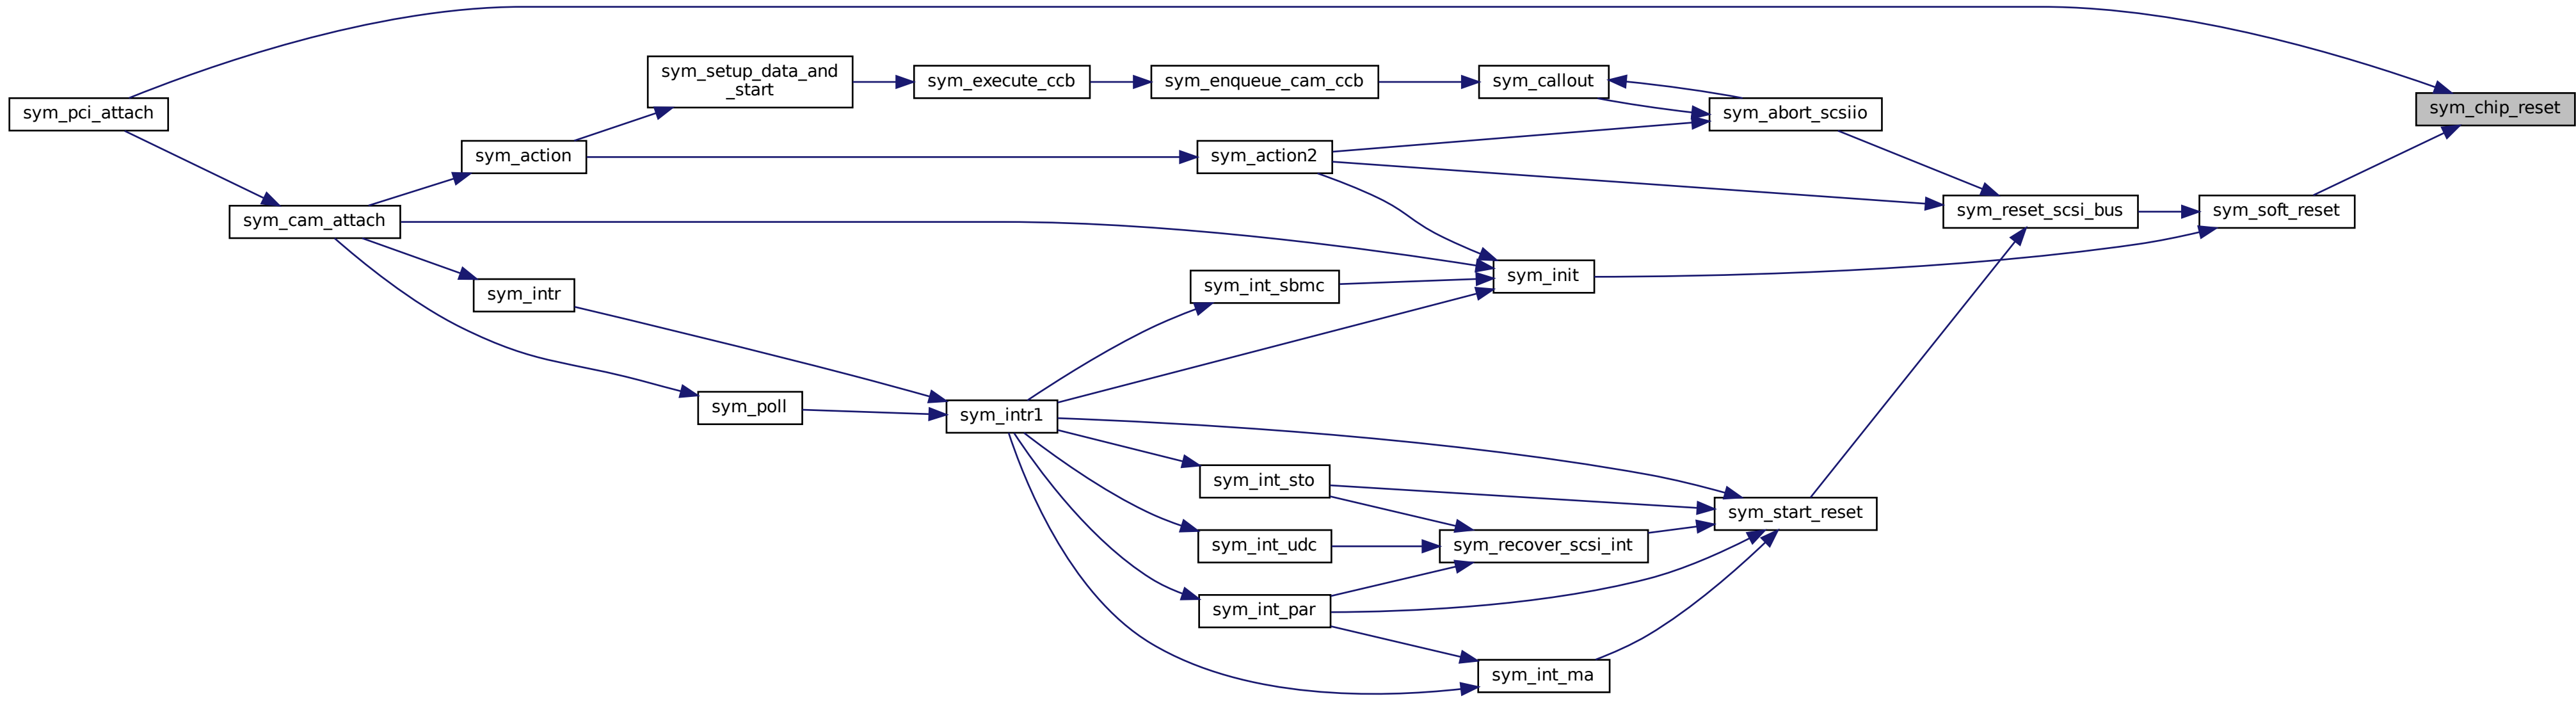 sym_setup_data_and
_start
sym_execute_ccb
sym_enqueue_cam_ccb
sym_callout
sym_pci_attach
sym_abort_scsiio
sym_chip_reset
sym_action
sym_action2
sym_cam_attach
sym_reset_scsi_bus
sym_soft_reset
sym_intr
sym_int_sbmc
sym_init
sym_poll
sym_intr1
sym_int_sto
sym_start_reset
sym_int_udc
sym_recover_scsi_int
sym_int_par
sym_int_ma